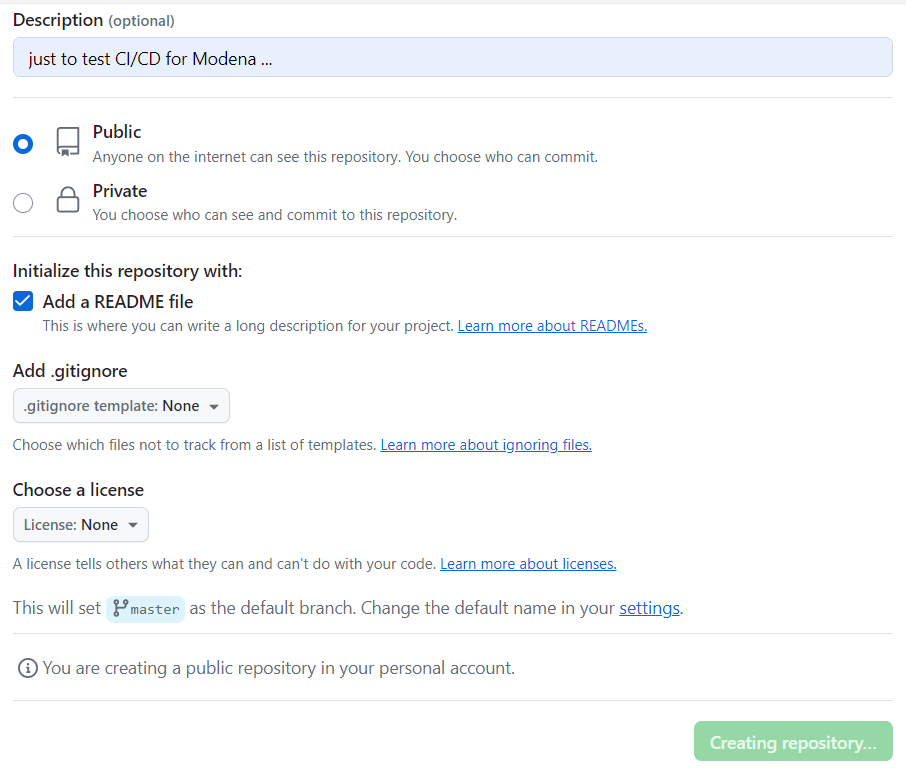 Description (optional)
just to test CI/CD for Modena ...
Public
Anyone on the internet can see this repository. You choose who can commit.
Private
You choose who can see and commit to this repository.
Initialize this repository with:
Add a README file
This is where you can write a long description for your project. Learn more about READMEs.
Add .gitignore
.gitignore template: None
Choose which files not to track from a list of templates. Learn more about ignoring files.
Choose a license
License: None
A license tells others what they can and can't do with your code. Learn more about licenses.
This will set master as the default branch. Change the default name in your settings.
You are creating a public repository in your personal account.
Creating repository...